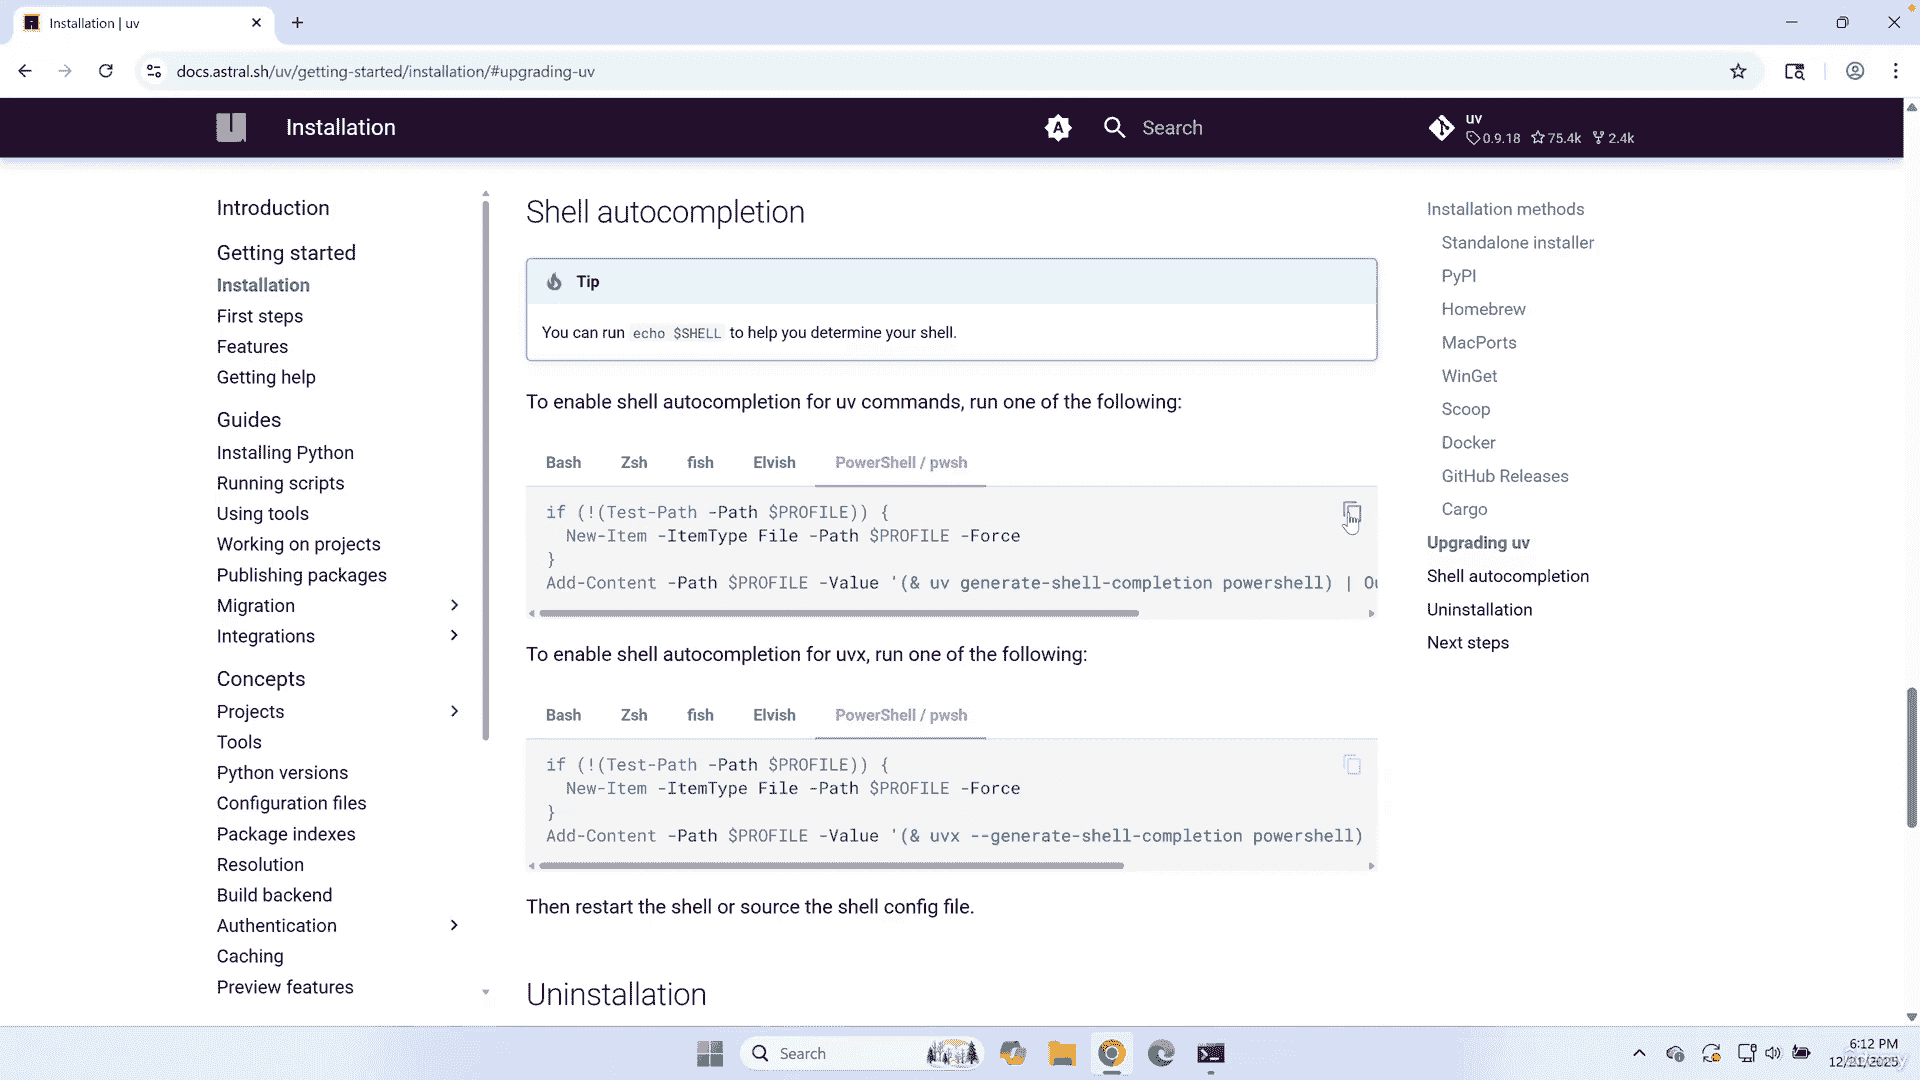 Installation | uv
docs.astral.sh/uv/getting-started/installation/#upgrading-uv
Installation
Search
uv
0.9.18 75.4k 2.4k
Introduction
Getting started
Installation
First steps
Features
Getting help
Guides
Installing Python
Running scripts
Using tools
Working on projects
Publishing packages
Migration
Integrations
Concepts
Projects
Tools
Python versions
Configuration files
Package indexes
Resolution
Build backend
Authentication
Caching
Preview features
Shell autocompletion
Tip
You can run echo $SHELL to help you determine your shell.
To enable shell autocompletion for uv commands, run one of the following:
Bash Zsh fish Elvish PowerShell / pwsh
if (!(Test-Path -Path $PROFILE)) {
New-Item -ItemType File -Path $PROFILE -Force
}
Add-Content -Path $PROFILE -Value '(& uv generate-shell-completion powershell) | Ou
To enable shell autocompletion for uvx, run one of the following:
Bash Zsh fish Elvish PowerShell / pwsh
if (!(Test-Path -Path $PROFILE)) {
New-Item -ItemType File -Path $PROFILE -Force
}
Add-Content -Path $PROFILE -Value '(& uvx --generate-shell-completion powershell)
Then restart the shell or source the shell config file.
Uninstallation
Installation methods
Standalone installer
PyPI
Homebrew
MacPorts
WinGet
Scoop
Docker
GitHub Releases
Cargo
Upgrading uv
Shell autocompletion
Uninstallation
Next steps
Search
6:12 PM
12/21/2025